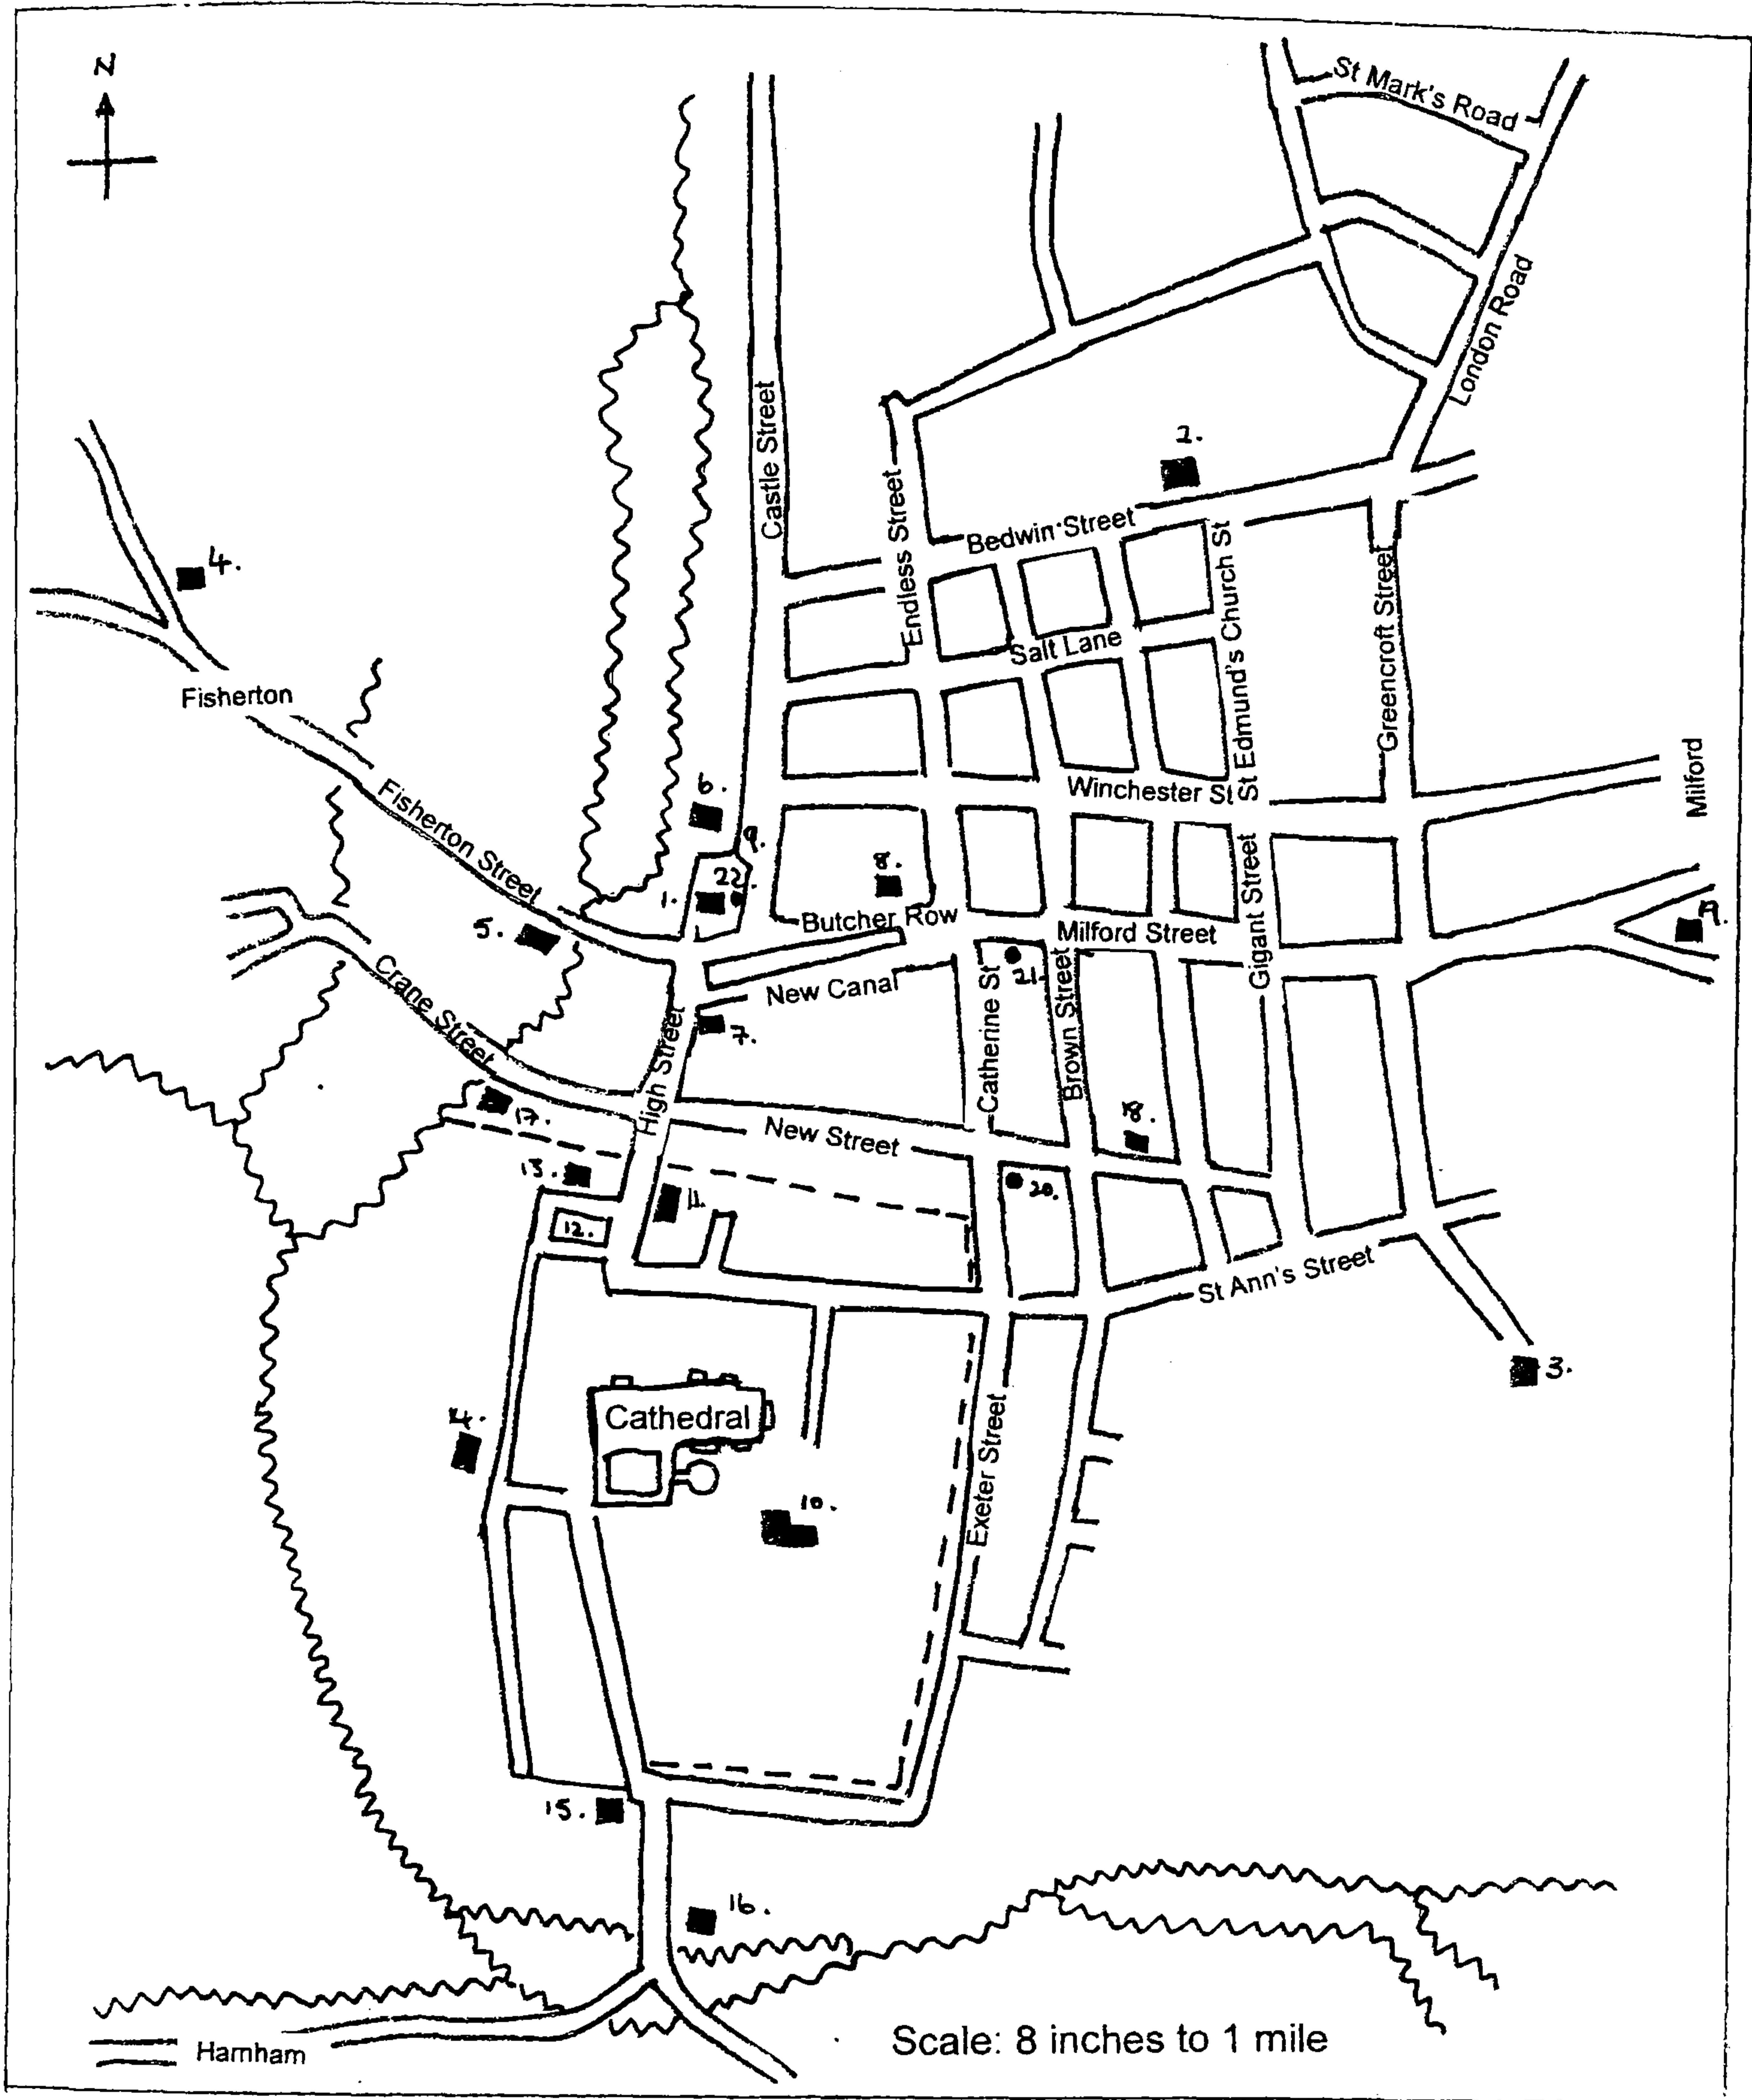 N
St Mark's Road
London Road
Castle Street
2.
Endless Street
Bedwin Street
4.
Salt Lane
St Edmund's Church St
Greencroft Street
Fisherton
Milford
Winchester St
6.
9.
Fisherton Street
22.
1.
8.
Butcher Row
Milford Street
Gigant Street
5.
Crane Street
New Canal
Catherine St
21.
Brown Street
High Street
7.
17.
New Street
18.
13.
11.
20.
12.
St Ann's Street
3.
Cathedral
14.
Exeter Street
10.
15.
16.
Scale: 8 inches to 1 mile
Harnham